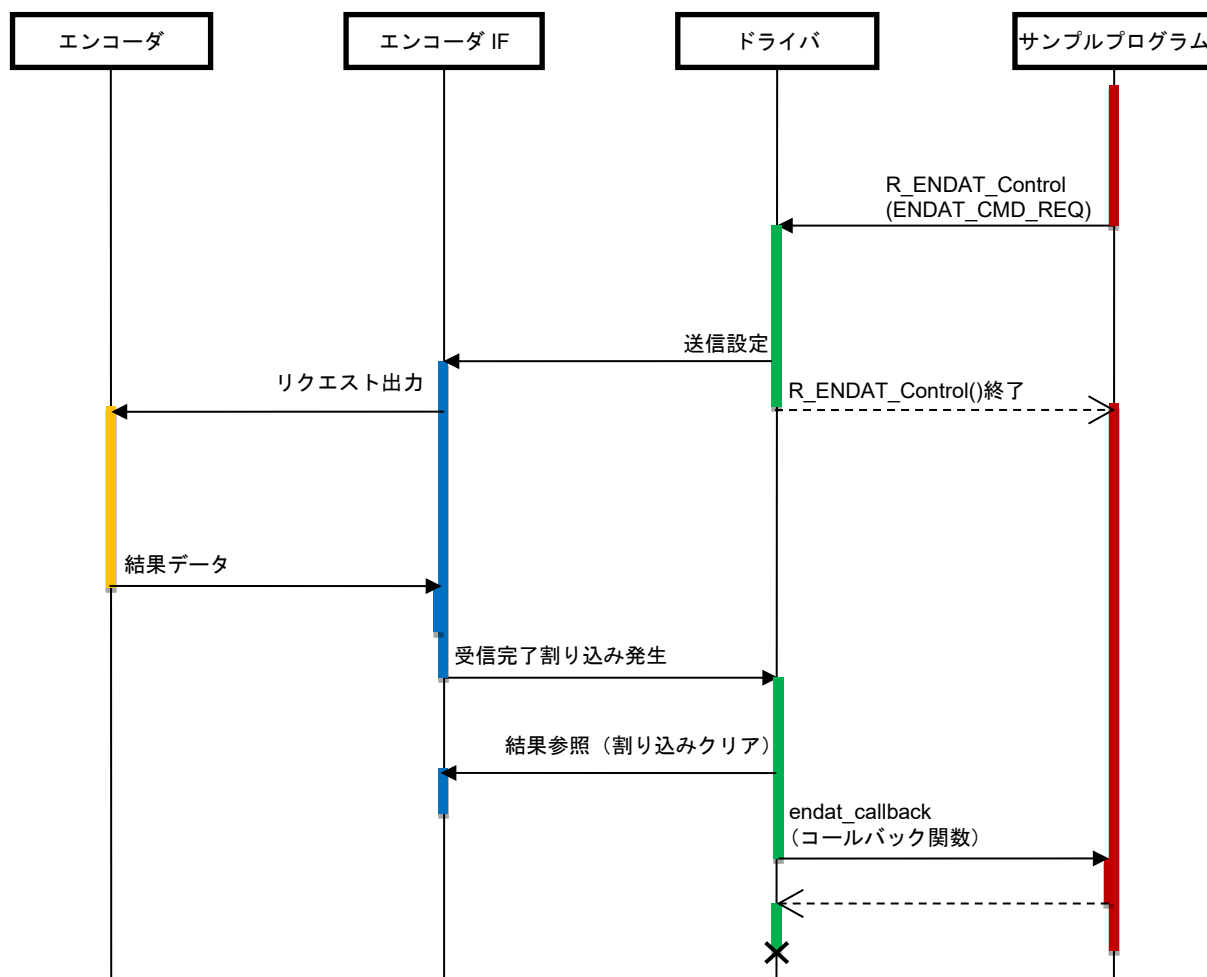 エンコーダ
エンコーダ IF
ドライバ
サンプルプログラム
R_ENDAT_Control
(ENDAT_CMD_REQ)
送信設定
リクエスト出力
R_ENDAT_Control()終了
結果データ
受信完了割り込み発生
結果参照（割り込みクリア）
endat_callback
（コールバック関数）